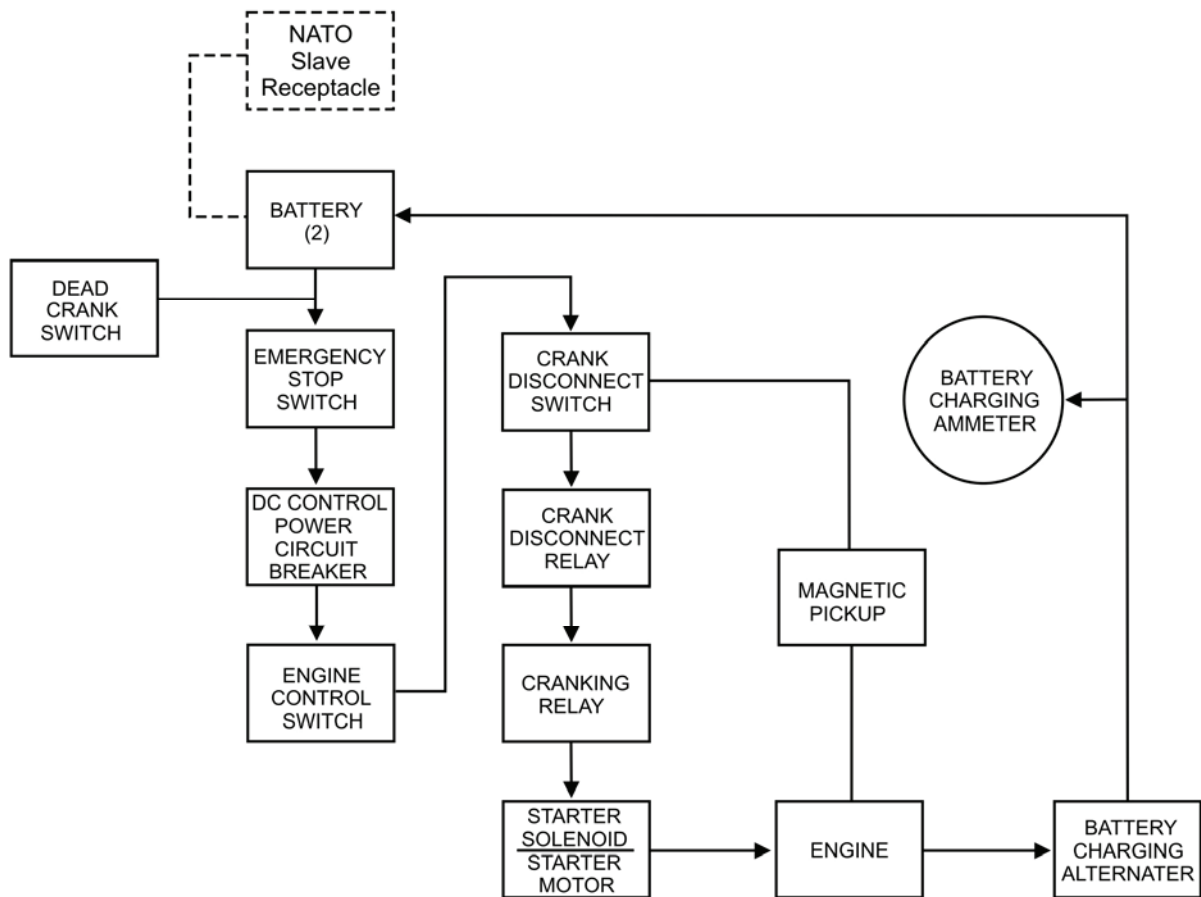 NATO
Slave
Receptacle
BATTERY
(2)
DEAD
CRANK
SWITCH
EMERGENCY
STOP
SWITCH
CRANK
DISCONNECT
SWITCH
BATTERY
CHARGING
AMMETER
DC CONTROL
POWER
CIRCUIT
BREAKER
CRANK
DISCONNECT
RELAY
MAGNETIC
PICKUP
ENGINE
CONTROL
SWITCH
CRANKING
RELAY
STARTER
SOLENOID
STARTER
MOTOR
ENGINE
BATTERY
CHARGING
ALTERNATER